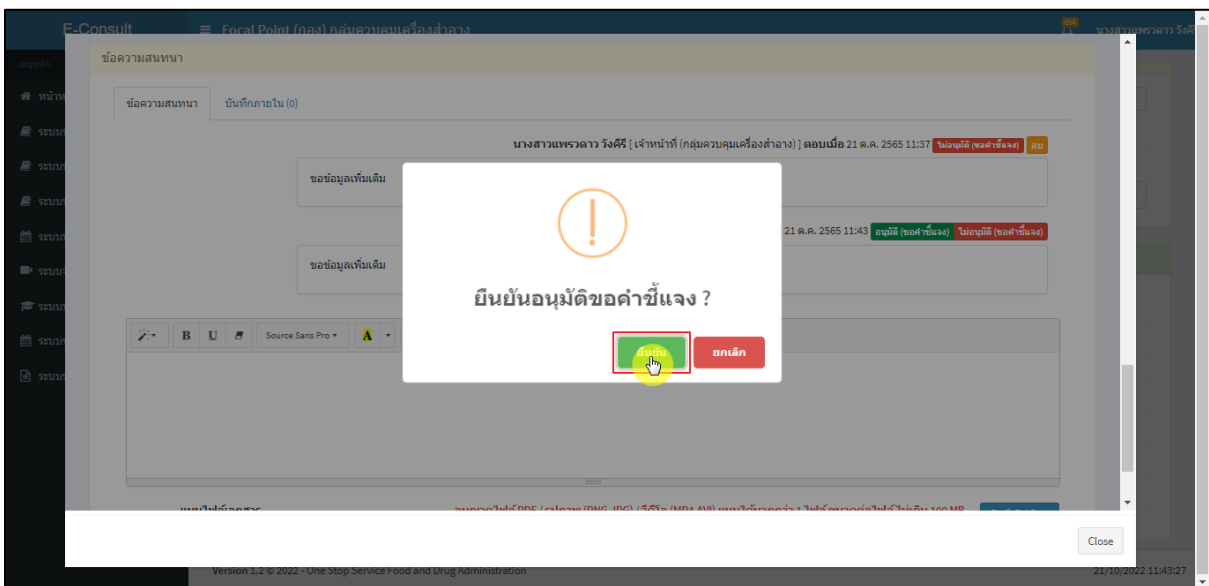 E-Consult
Focal Point (กอง) กลุ่มควบคุมเครื่องสำอาง
เมนูหลัก
ข้อความสนทนา
ข้อความสนทนา บันทึกภายใน (0)
นางสาวแพรวดาว วังคีรี [ เจ้าหน้าที่ (กลุ่มควบคุมเครื่องสำอาง) ] ตอบเมื่อ 21 ต.ค. 2565 11:37 ไม่อนุมัติ (ขอคำชี้แจง) ลบ
ขอข้อมูลเพิ่มเติม
21 ต.ค. 2565 11:43 อนุมัติ (ขอคำชี้แจง) ไม่อนุมัติ (ขอคำชี้แจง)
ขอข้อมูลเพิ่มเติม
ยืนยันอนุมัติขอคำชี้แจง ?
ยืนยัน ยกเลิก
B U Source Sans Pro A
Close
Version 1.2 © 2022 - One Stop Service Food and Drug Administration
21/10/2022 11:43:27